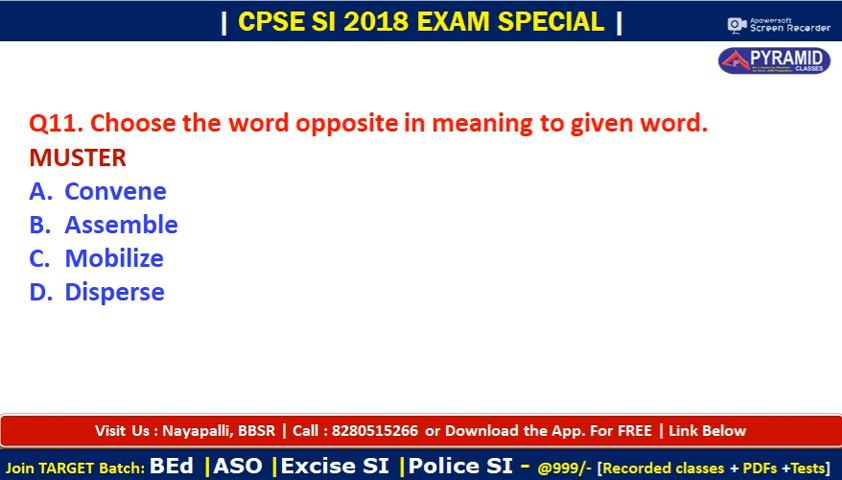 | CPSE SI 2018 EXAM SPECIAL |
Apowersoft
Screen Recorder
PYRAMID
CLASSES
Q11. Choose the word opposite in meaning to given word.
MUSTER
A. Convene
B. Assemble
C. Mobilize
D. Disperse
Visit Us : Nayapalli, BBSR | Call : 8280515266 or Download the App. For FREE | Link Below
Join TARGET Batch: BEd |ASO |Excise SI |Police SI – @999/- [Recorded classes + PDFs +Tests]